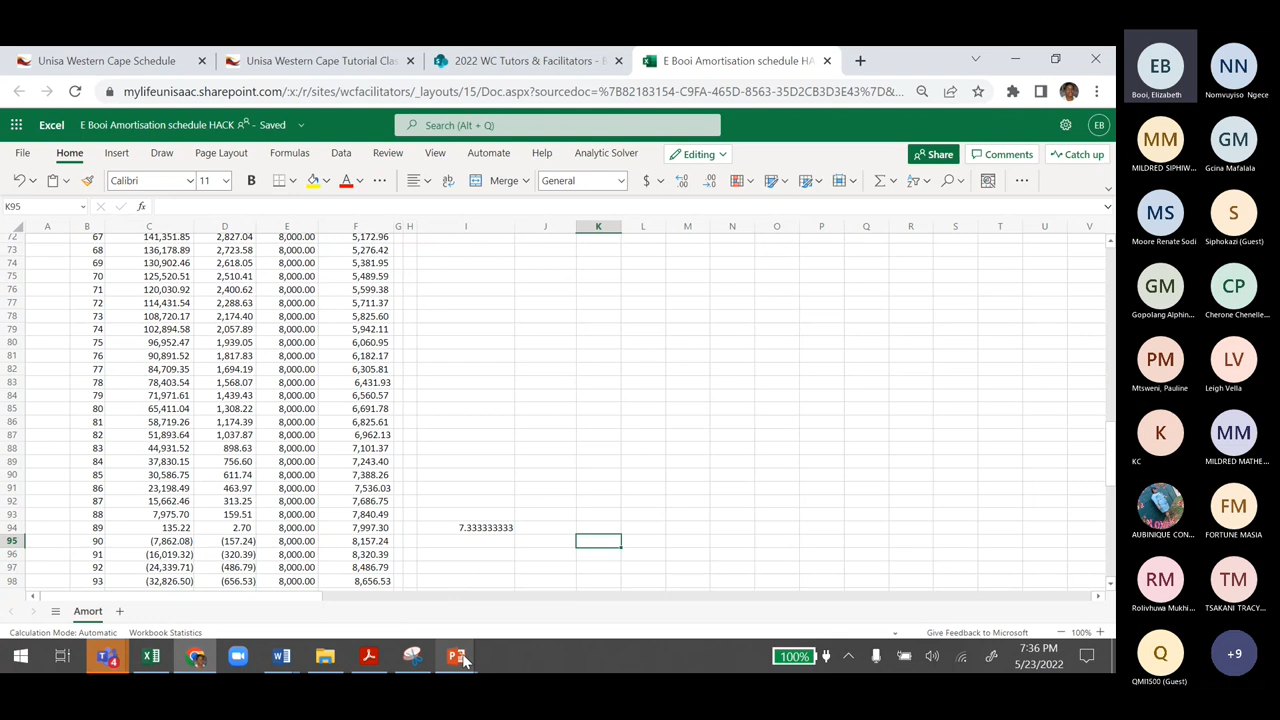 Unisa Western Cape Schedule
Unisa Western Cape Tutorial Clas
2022 WC Tutors & Facilitators - B
E Booi Amortisation schedule HA
mylifeunisaac.sharepoint.com/:x:/r/sites/wcfacilitators/_layouts/15/Doc.aspx?sourcedoc=%7B82183154-C9FA-465D-8563-35D2CB3D3E43%7D&...
Excel E Booi Amortisation schedule HACK - Saved
Search (Alt + Q)
EB
File Home Insert Draw Page Layout Formulas Data Review View Automate Help Analytic Solver
Editing
Share
Comments
Catch up
Calibri 11 B A Merge General $
K95 fx
A B C D E F G H I J K L M N O P Q R S T U V
72 67 141,351.85 2,827.04 8,000.00 5,172.96
73 68 136,178.89 2,723.58 8,000.00 5,276.42
74 69 130,902.46 2,618.05 8,000.00 5,381.95
75 70 125,520.51 2,510.41 8,000.00 5,489.59
76 71 120,030.92 2,400.62 8,000.00 5,599.38
77 72 114,431.54 2,288.63 8,000.00 5,711.37
78 73 108,720.17 2,174.40 8,000.00 5,825.60
79 74 102,894.58 2,057.89 8,000.00 5,942.11
80 75 96,952.47 1,939.05 8,000.00 6,060.95
81 76 90,891.52 1,817.83 8,000.00 6,182.17
82 77 84,709.35 1,694.19 8,000.00 6,305.81
83 78 78,403.54 1,568.07 8,000.00 6,431.93
84 79 71,971.61 1,439.43 8,000.00 6,560.57
85 80 65,411.04 1,308.22 8,000.00 6,691.78
86 81 58,719.26 1,174.39 8,000.00 6,825.61
87 82 51,893.64 1,037.87 8,000.00 6,962.13
88 83 44,931.52 898.63 8,000.00 7,101.37
89 84 37,830.15 756.60 8,000.00 7,243.40
90 85 30,586.75 611.74 8,000.00 7,388.26
91 86 23,198.49 463.97 8,000.00 7,536.03
92 87 15,662.46 313.25 8,000.00 7,686.75
93 88 7,975.70 159.51 8,000.00 7,840.49
94 89 135.22 2.70 8,000.00 7,997.30 7.333333333
95 90 (7,862.08) (157.24) 8,000.00 8,157.24
96 91 (16,019.32) (320.39) 8,000.00 8,320.39
97 92 (24,339.71) (486.79) 8,000.00 8,486.79
98 93 (32,826.50) (656.53) 8,000.00 8,656.53
Amort
Calculation Mode: Automatic Workbook Statistics
Give Feedback to Microsoft
100%
4
100%
7:36 PM
5/23/2022
EB
Booi, Elizabeth
NN
Nomvuyiso Ngece
MM
MILDRED SIPHIW...
GM
Gcina Mafalala
MS
Moore Renate Sodi
S
Siphokazi (Guest)
GM
Gopolang Alphin...
CP
Cherone Chenelle...
PM
Mtsweni, Pauline
LV
Leigh Vella
K
KC
MM
MILDRED MATHE...
AUBINIQUE CON...
FM
FORTUNE MASIA
RM
Rolivhuwa Mukhi...
TM
TSAKANI TRACY...
Q
QMI1500 (Guest)
+9